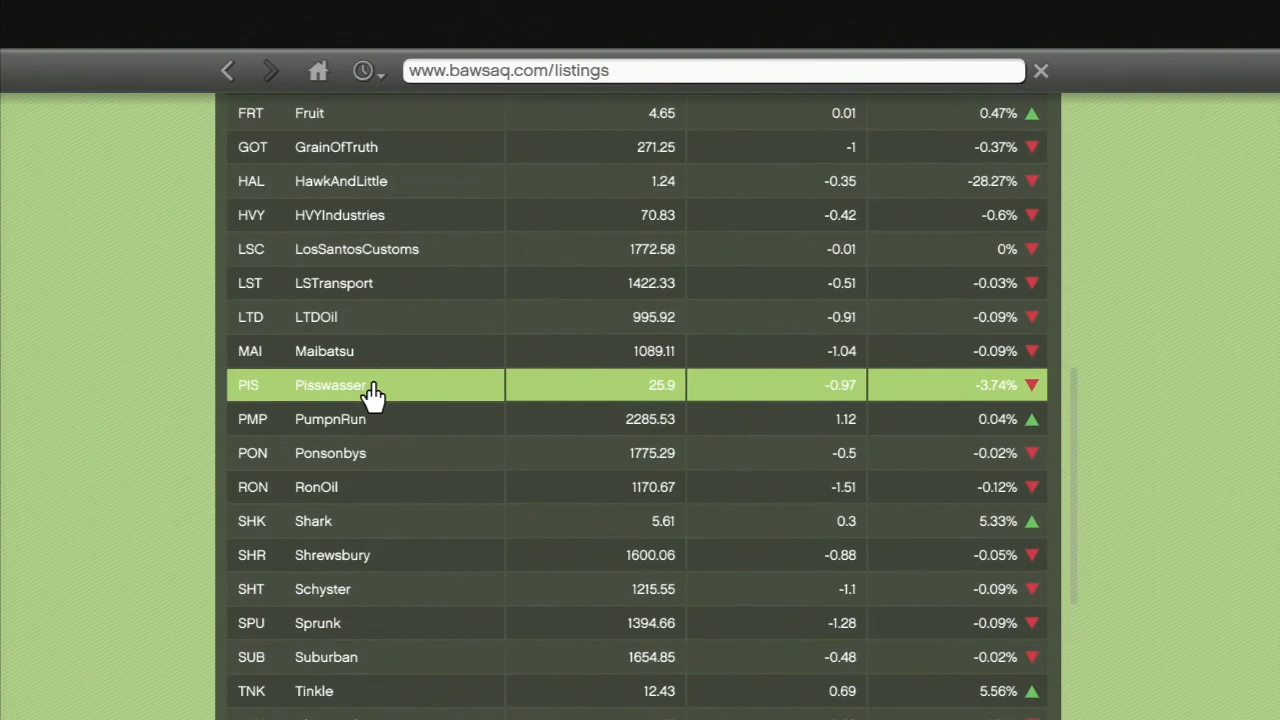 www.bawsaq.com/listings
FRT Fruit 4.65 0.01 0.47%
GOT GrainOfTruth 271.25 -1 -0.37%
HAL HawkAndLittle 1.24 -0.35 -28.27%
HVY HVYIndustries 70.83 -0.42 -0.6%
LSC LosSantosCustoms 1772.58 -0.01 0%
LST LSTransport 1422.33 -0.51 -0.03%
LTD LTDOil 995.92 -0.91 -0.09%
MAI Maibatsu 1089.11 -1.04 -0.09%
PIS Pisswasser 25.9 -0.97 -3.74%
PMP PumpnRun 2285.53 1.12 0.04%
PON Ponsonbys 1775.29 -0.5 -0.02%
RON RonOil 1170.67 -1.51 -0.12%
SHK Shark 5.61 0.3 5.33%
SHR Shrewsbury 1600.06 -0.88 -0.05%
SHT Schyster 1215.55 -1.1 -0.09%
SPU Sprunk 1394.66 -1.28 -0.09%
SUB Suburban 1654.85 -0.48 -0.02%
TNK Tinkle 12.43 0.69 5.56%